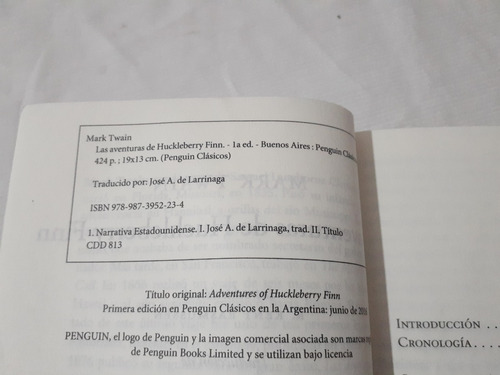 Mark Twain
Las aventuras de Huckleberry Finn. - 1a ed. - Buenos Aires : Penguin
424 p. ; 19x13 cm. (Penguin Clásicos)
Traducido por: José A. de Larrinaga
ISBN 978-987-3952-23-4
1. Narrativa Estadounidense. I. José A. de Larrinaga, trad. II. Título
CDD 813
Título original: Adventures of Huckleberry Finn
Primera edición en Penguin Clásicos en la Argentina: junio de
PENGUIN, el logo de Penguin y la imagen comercial asociada son marcas
de Penguin Books Limited y se utilizan bajo licencia
INTRODUCCIÓN . .
CRONOLOGÍA. . . .